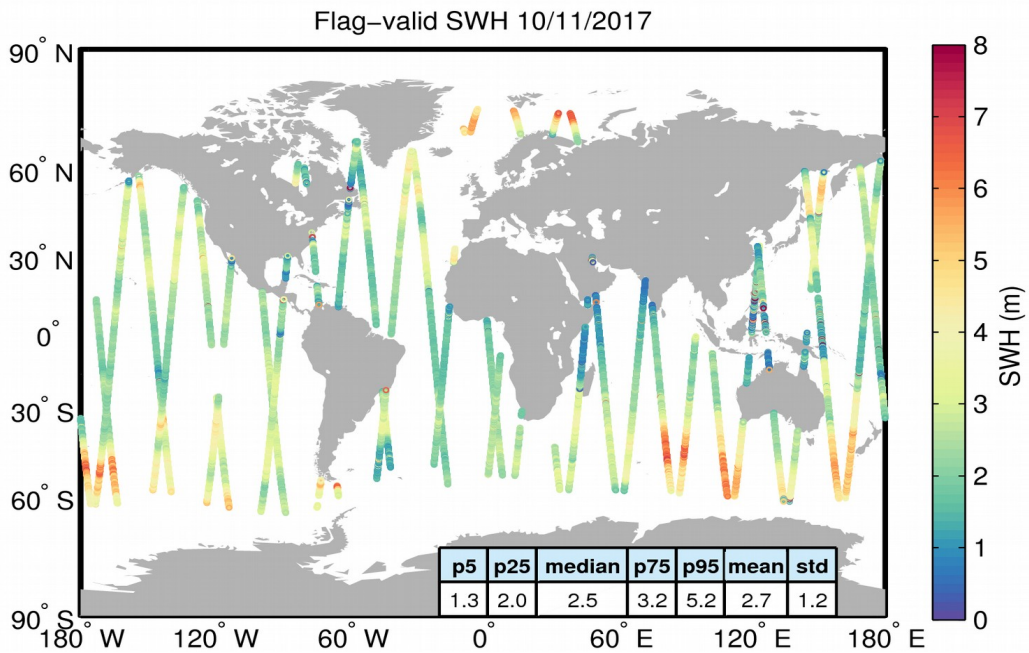 Flag−valid SWH 10/11/2017
90° N
60° N
30° N
0°
30° S
60° S
90° S
180° W
120° W
60° W
0°
60° E
120° E
180° E
p5 p25 median p75 p95 mean std
1.3 2.0 2.5 3.2 5.2 2.7 1.2
8
7
6
5
4
3
2
1
0
SWH (m)